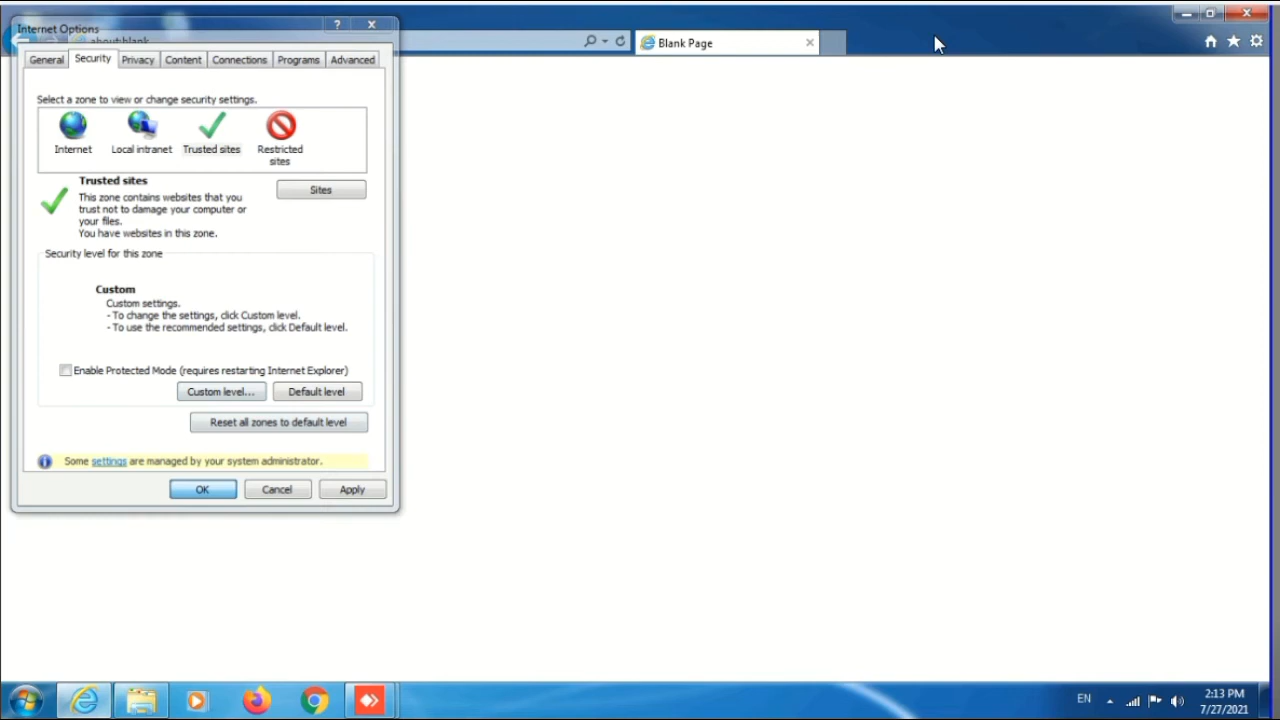 Internet Options
about:blank
Blank Page
General Security Privacy Content Connections Programs Advanced
Select a zone to view or change security settings.
Internet Local intranet Trusted sites Restricted sites
Trusted sites
Sites
This zone contains websites that you
trust not to damage your computer or
your files.
You have websites in this zone.
Security level for this zone
Custom
Custom settings.
- To change the settings, click Custom level.
- To use the recommended settings, click Default level.
Enable Protected Mode (requires restarting Internet Explorer)
Custom level... Default level
Reset all zones to default level
Some settings are managed by your system administrator.
OK Cancel Apply
EN
2:13 PM
7/27/2021